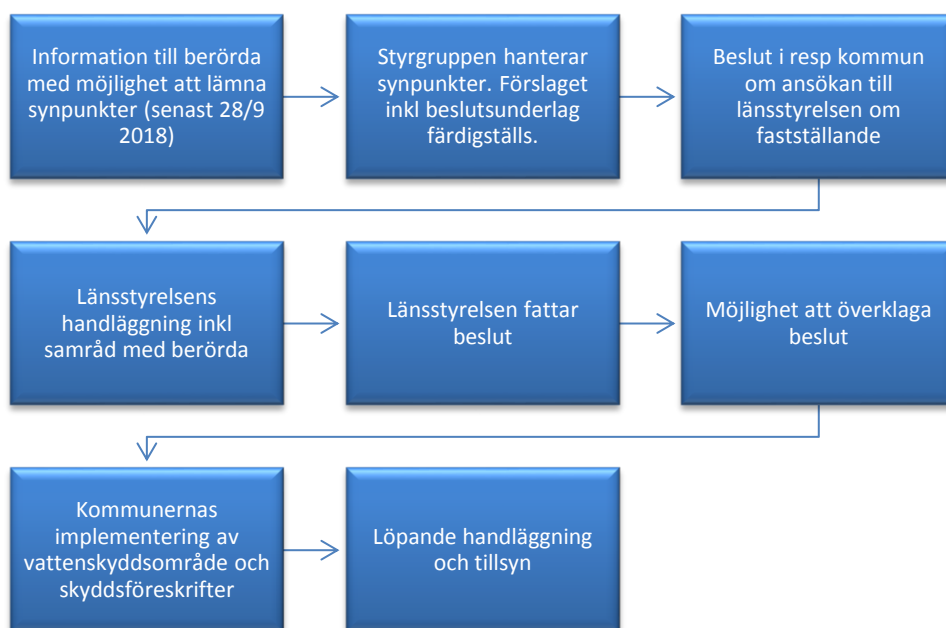 Information till berörda
med möjlighet att lämna
synpunkter (senast 28/9
2018)
Styrgruppen hanterar
synpunkter. Förslaget
inkl beslutsunderlag
färdigställs.
Beslut i resp kommun
om ansökan till
länsstyrelsen om
fastställande
Länsstyrelsens
handläggning inkl
samråd med berörda
Länsstyrelsen fattar
beslut
Möjlighet att överklaga
beslut
Kommunernas
implementering av
vattenskyddsområde och
skyddsföreskrifter
Löpande handläggning
och tillsyn